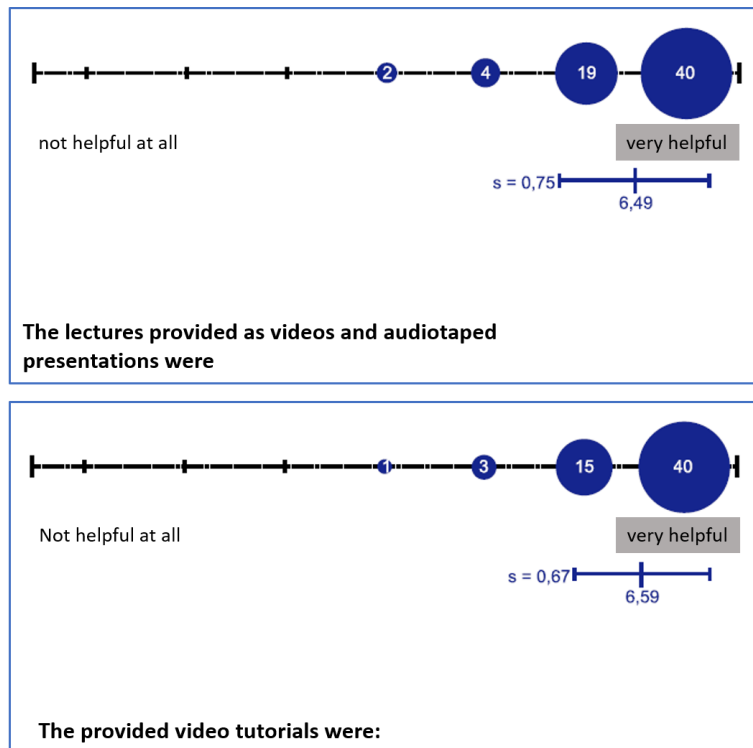 2 4 19 40
not helpful at all very helpful
s = 0,75
6,49
The lectures provided as videos and audiotaped
presentations were
1 3 15 40
Not helpful at all very helpful
s = 0,67
6,59
The provided video tutorials were: